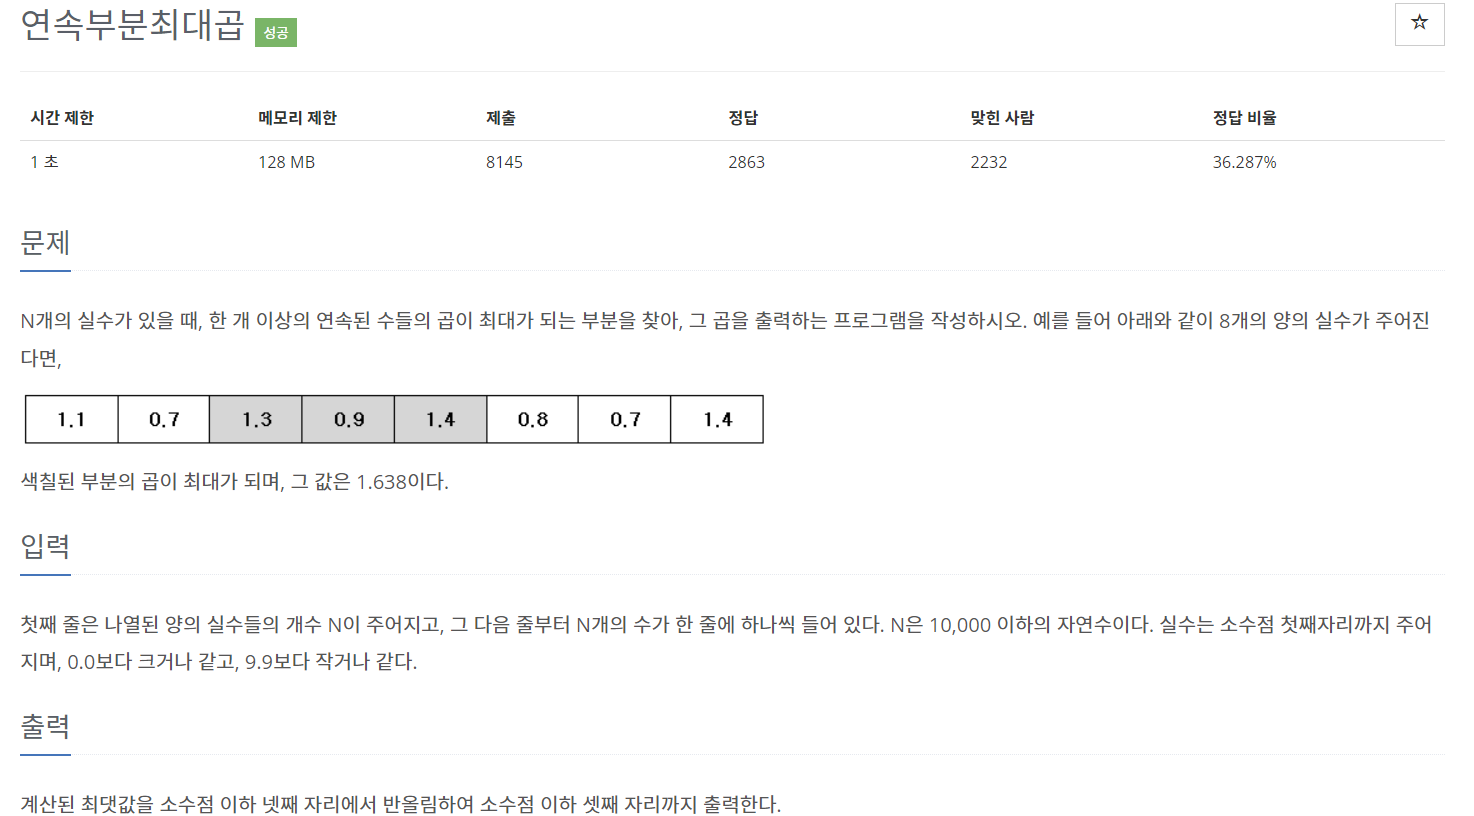 연속부분최대곱 성공 ☆
시간 제한 메모리 제한 제출 정답 맞힌 사람 정답 비율
1 초 128 MB 8145 2863 2232 36.287%
문제
N개의 실수가 있을 때, 한 개 이상의 연속된 수들의 곱이 최대가 되는 부분을 찾아, 그 곱을 출력하는 프로그램을 작성하시오. 예를 들어 아래와 같이 8개의 양의 실수가 주어진
다면,
1.1 0.7 1.3 0.9 1.4 0.8 0.7 1.4
색칠된 부분의 곱이 최대가 되며, 그 값은 1.638이다.
입력
첫째 줄은 나열된 양의 실수들의 개수 N이 주어지고, 그 다음 줄부터 N개의 수가 한 줄에 하나씩 들어 있다. N은 10,000 이하의 자연수이다. 실수는 소수점 첫째자리까지 주어
지며, 0.0보다 크거나 같고, 9.9보다 작거나 같다.
출력
계산된 최댓값을 소수점 이하 넷째 자리에서 반올림하여 소수점 이하 셋째 자리까지 출력한다.